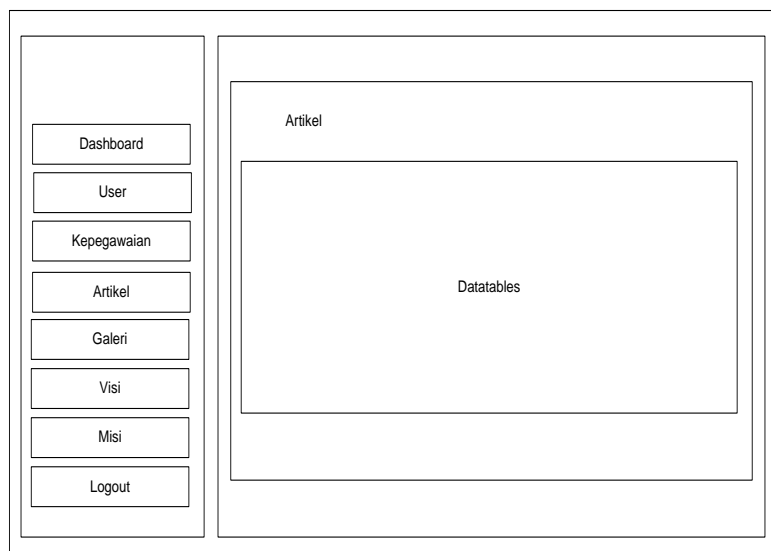 Dashboard
User
Kepegawaian
Artikel
Galeri
Visi
Misi
Logout
Artikel
Datatables